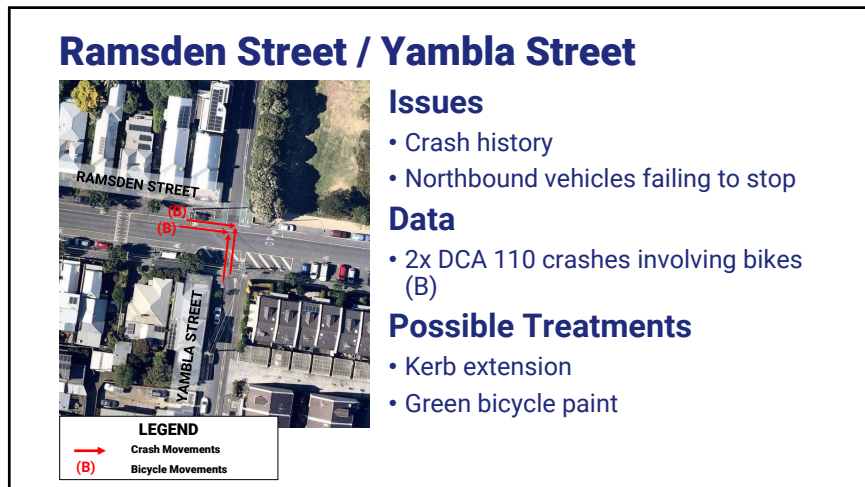 Ramsden Street / Yambla Street
RAMSDEN STREET
(B)
(B)
40
YAMBLA STREET
LEGEND
Crash Movements
(B) Bicycle Movements
Issues
• Crash history
• Northbound vehicles failing to stop
Data
• 2x DCA 110 crashes involving bikes
(B)
Possible Treatments
• Kerb extension
• Green bicycle paint